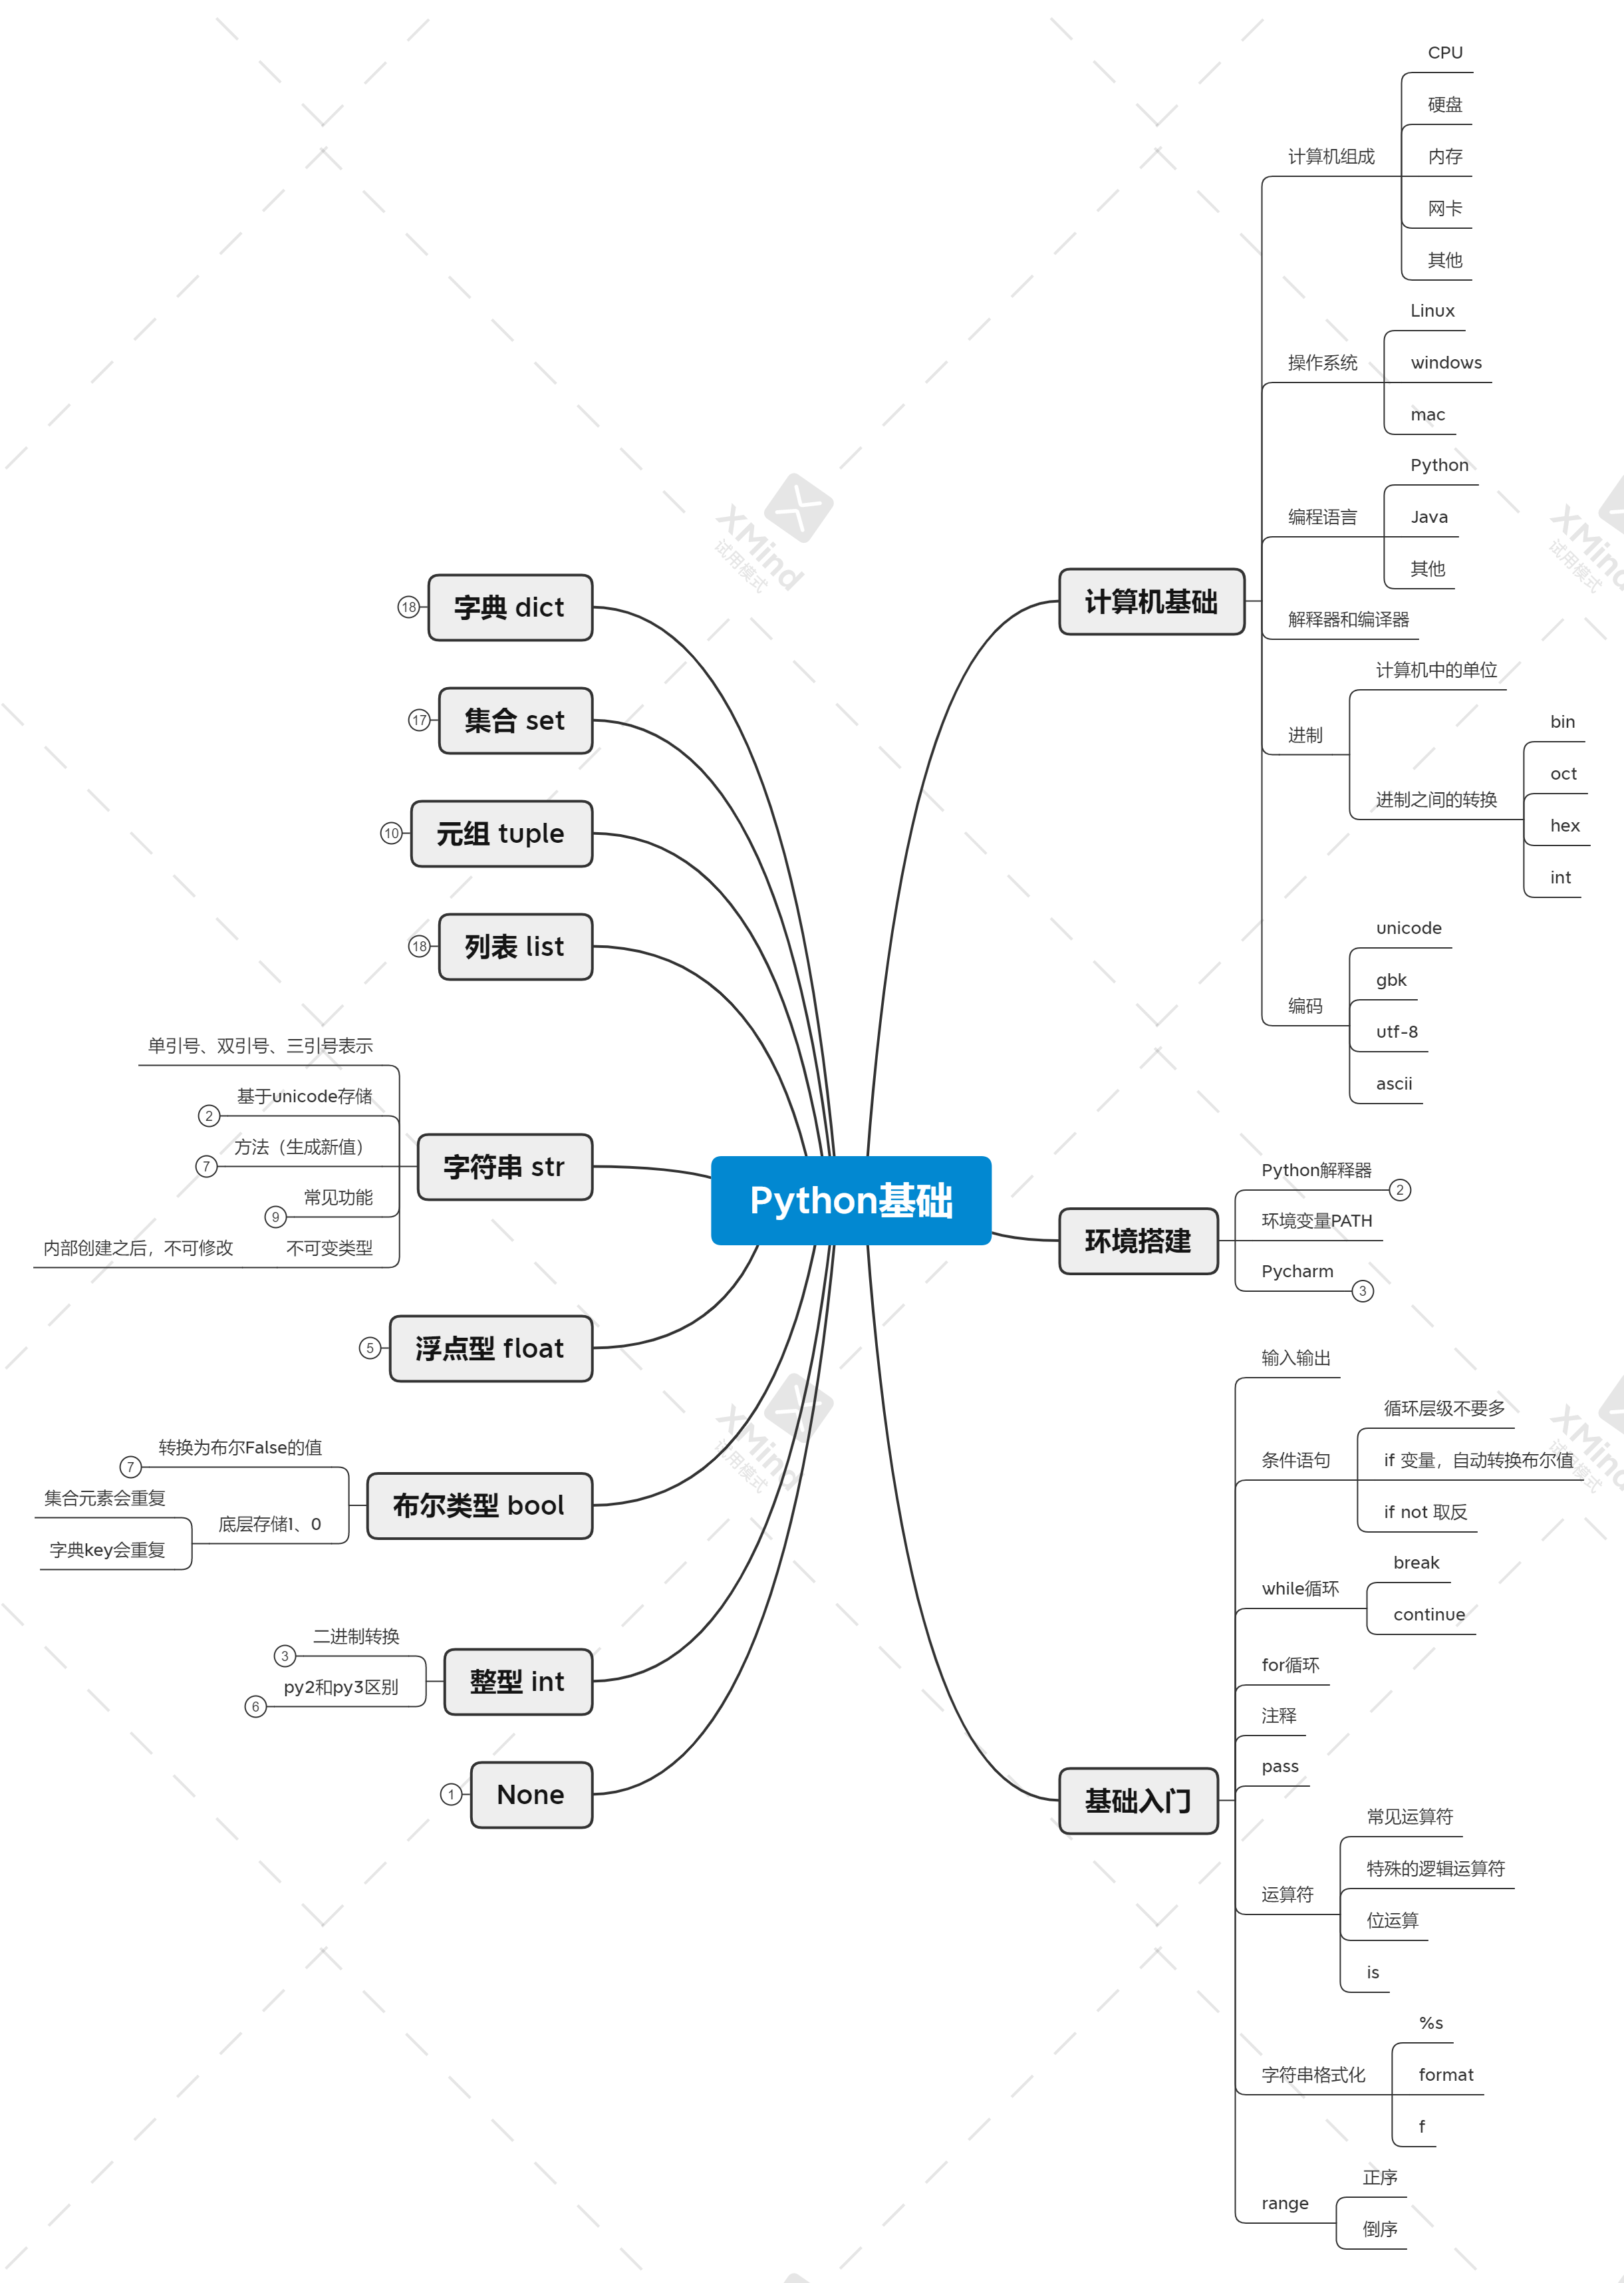 Python基础
计算机基础
计算机组成
CPU
硬盘
内存
网卡
其他
操作系统
Linux
windows
mac
编程语言
Python
Java
其他
解释器和编译器
进制
计算机中的单位
进制之间的转换
bin
oct
hex
int
编码
unicode
gbk
utf-8
ascii
环境搭建
Python解释器
2
环境变量PATH
Pycharm
3
基础入门
输入输出
条件语句
循环层级不要多
if 变量，自动转换布尔值
if not 取反
while循环
break
continue
for循环
注释
pass
运算符
常见运算符
特殊的逻辑运算符
位运算
is
字符串格式化
%s
format
f
range
正序
倒序
字典 dict
18
集合 set
17
元组 tuple
10
列表 list
18
字符串 str
单引号、双引号、三引号表示
基于unicode存储
2
方法（生成新值）
7
常见功能
9
不可变类型
内部创建之后，不可修改
浮点型 float
5
布尔类型 bool
转换为布尔False的值
7
底层存储1、0
集合元素会重复
字典key会重复
整型 int
二进制转换
3
py2和py3区别
6
None
1
XMind
试用模式
XMind
试用模式
XMind
试用模式
XMind
试用模式